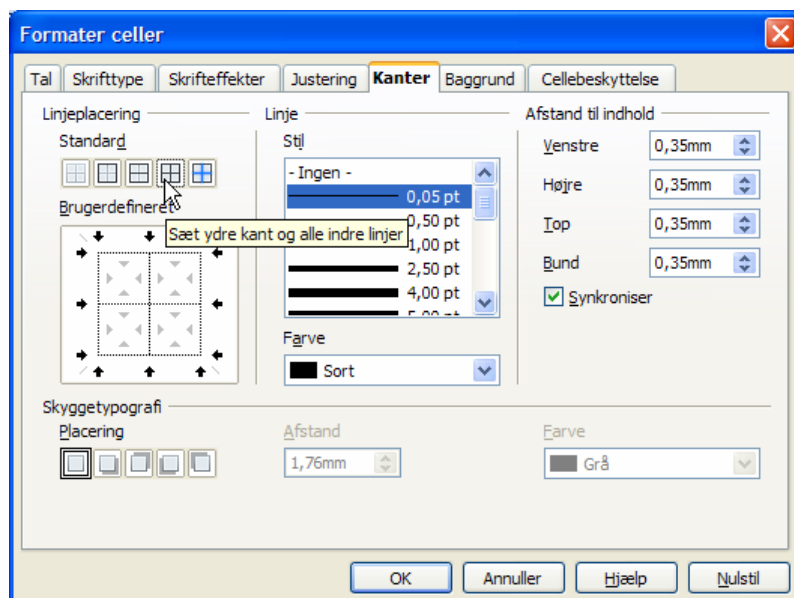 Formater celler
Tal Skrifttype Skrifteffekter Justering Kanter Baggrund Cellebeskyttelse
Linjeplacering
Standard
Brugerdefineret
Sæt ydre kant og alle indre linjer
Linje
Stil
- Ingen -
0,05 pt
0,50 pt
1,00 pt
2,50 pt
4,00 pt
5,00 pt
Farve
Sort
Afstand til indhold
Venstre 0,35mm
Højre 0,35mm
Top 0,35mm
Bund 0,35mm
Synkroniser
Skyggetypografi
Placering
Afstand
1,76mm
Farve
Grå
OK Annuller Hjælp Nulstil